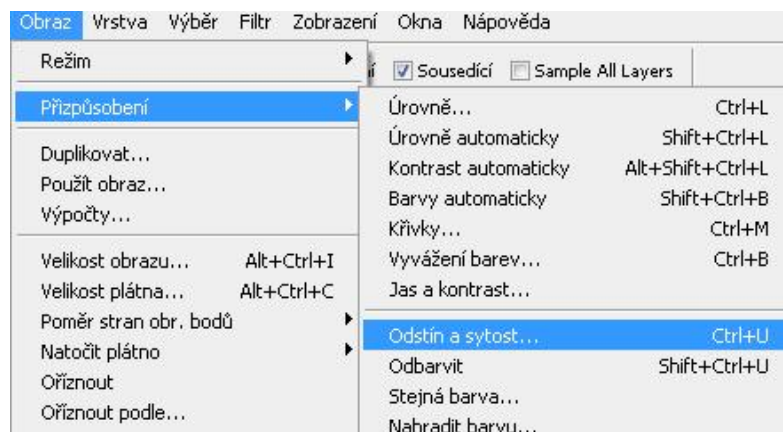 Obraz Vrstva Výběr Filtr Zobrazení Okna Nápověda
Sousedící Sample All Layers
Režim
Přizpůsobení
Duplikovat...
Použít obraz...
Výpočty...
Velikost obrazu... Alt+Ctrl+I
Velikost plátna... Alt+Ctrl+C
Poměr stran obr. bodů
Natočit plátno
Oříznout
Oříznout podle...
Úrovně... Ctrl+L
Úrovně automaticky Shift+Ctrl+L
Kontrast automaticky Alt+Shift+Ctrl+L
Barvy automaticky Shift+Ctrl+B
Křivky... Ctrl+M
Vyvážení barev... Ctrl+B
Jas a kontrast...
Odstín a sytost... Ctrl+U
Odbarvit Shift+Ctrl+U
Stejná barva...
Nahradit barvu...